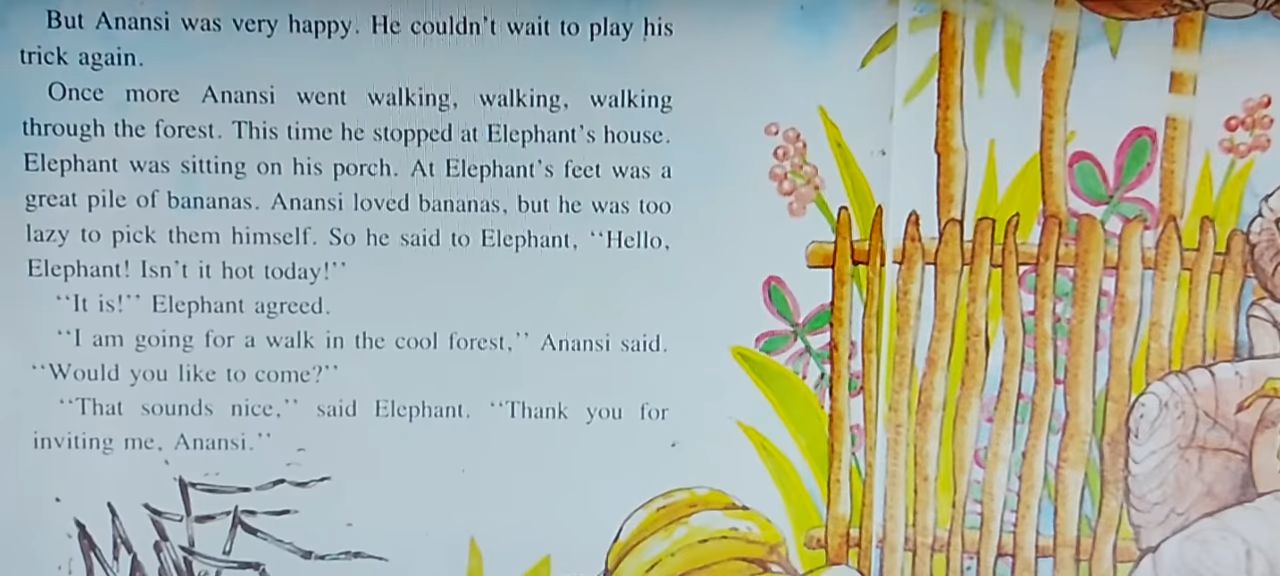 But Anansi was very happy. He couldn't wait to play his
trick again.
Once more Anansi went walking, walking, walking
through the forest. This time he stopped at Elephant's house.
Elephant was sitting on his porch. At Elephant's feet was a
great pile of bananas. Anansi loved bananas, but he was too
lazy to pick them himself. So he said to Elephant, ‘‘Hello,
Elephant! Isn't it hot today!’’
‘‘It is!’’ Elephant agreed.
‘‘I am going for a walk in the cool forest,’’ Anansi said.
‘‘Would you like to come?’’
‘‘That sounds nice,’’ said Elephant. ‘‘Thank you for
inviting me, Anansi.’’